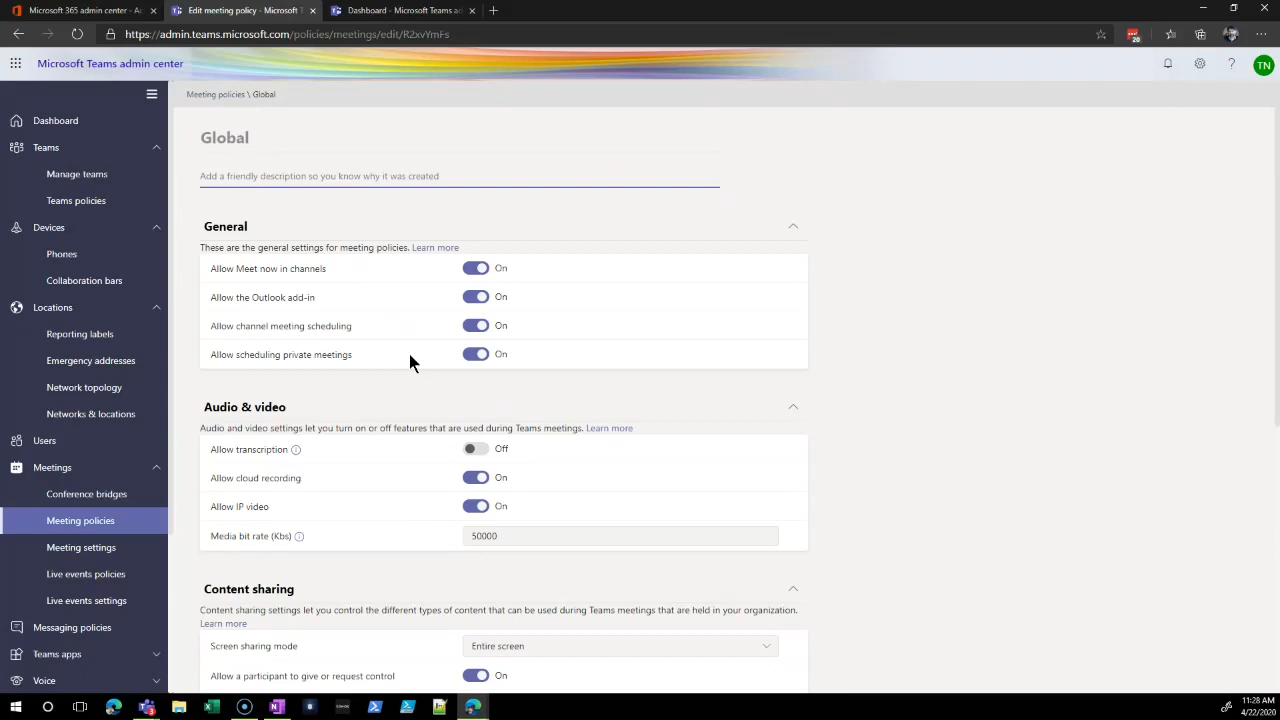 Microsoft 365 admin center - A
Edit meeting policy - Microsoft T
Dashboard - Microsoft Teams a
https://admin.teams.microsoft.com/policies/meetings/edit/R2xvYmFs
Microsoft Teams admin center
TN
Meeting policies \ Global
Dashboard
Teams
Manage teams
Teams policies
Devices
Phones
Collaboration bars
Locations
Reporting labels
Emergency addresses
Network topology
Networks & locations
Users
Meetings
Conference bridges
Meeting policies
Meeting settings
Live events policies
Live events settings
Messaging policies
Teams apps
Voice
Global
Add a friendly description so you know why it was created
General
These are the general settings for meeting policies. Learn more
Allow Meet now in channels On
Allow the Outlook add-in On
Allow channel meeting scheduling On
Allow scheduling private meetings On
Audio & video
Audio and video settings let you turn on or off features that are used during Teams meetings. Learn more
Allow transcription Off
Allow cloud recording On
Allow IP video On
Media bit rate (Kbs) 50000
Content sharing
Content sharing settings let you control the different types of content that can be used during Teams meetings that are held in your organization.
Learn more
Screen sharing mode Entire screen
Allow a participant to give or request control On
11:28 AM
4/22/2020